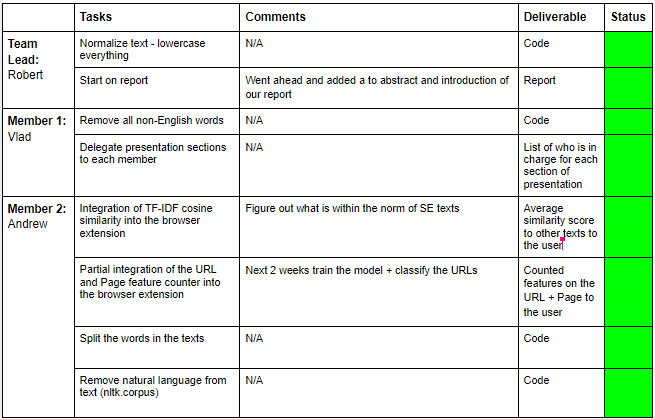 Tasks Comments Deliverable Status
Team Lead: Robert
Normalize text - lowercase
everything
N/A
Code
Start on report
Went ahead and added a to abstract and introduction of
our report
Report
Member 1:
Vlad
Remove all non-English words
N/A
Code
Delegate presentation sections
to each member
N/A
List of who is in
charge for each
section of
presentation
Member 2:
Andrew
Integration of TF-IDF cosine
similarity into the browser
extension
Figure out what is within the norm of SE texts
Average
similarity score
to other texts to
the user
Partial integration of the URL
and Page feature counter into
the browser extension
Next 2 weeks train the model + classify the URLs
Counted
features on the
URL + Page to
the user
Split the words in the texts
N/A
Code
Remove natural language from
text (nltk.corpus)
N/A
Code